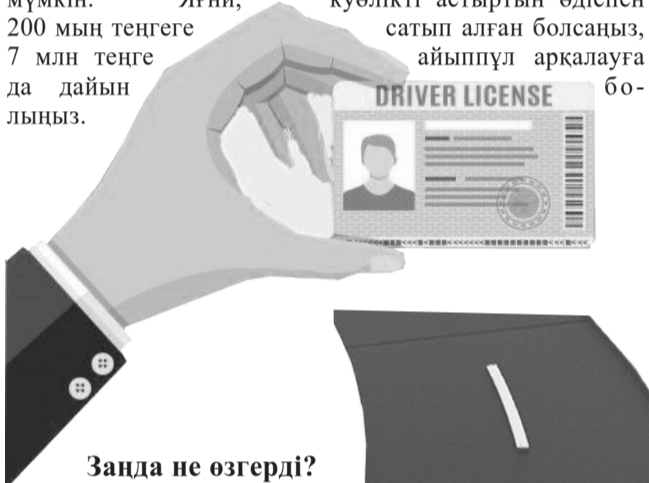 мүмкін. Яғни, куәлікті астыртын әдіспен
200 мың теңгеге сатып алған болсаңыз,
7 млн теңге айыппұл арқалауға
да дайын бо-
лыңыз.
DRIVER LICENSE
Заңда не өзгерді?